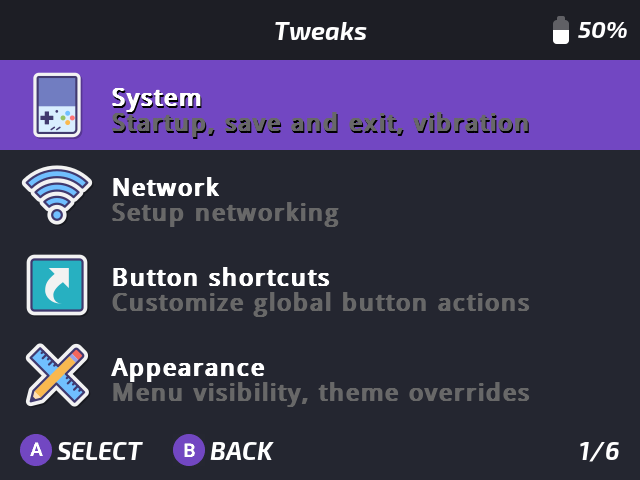 Tweaks
50%
System
Startup, save and exit, vibration
Network
Setup networking
Button shortcuts
Customize global button actions
Appearance
Menu visibility, theme overrides
A SELECT B BACK 1/6